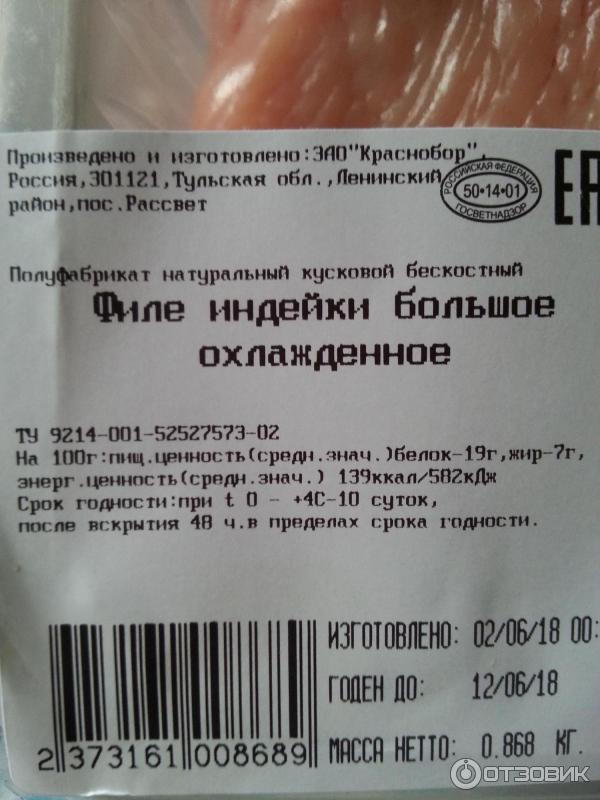 Произведено и изготовлено:ЗАО"Краснобор",
Россия,301121,Тульская обл.,Ленинский
район,пос.Рассвет
РОССИЙСКАЯ ФЕДЕРАЦИЯ
50•14•01
ГОСВЕТНАДЗОР
EA
Полуфабрикат натуральный кусковой бескостный
Филе индейки большое
охлажденное
ТУ 9214-001-52527573-02
На 100г:пищ.ценность(средн.знач.)белок-19г,жир-7г,
энерг.ценность(средн.знач.) 139ккал/582кДж
Срок годности:при t 0 - +4С-10 суток,
после вскрытия 48 ч.в пределах срока годности.
ИЗГОТОВЛЕНО: 02/06/18 00:
ГОДЕН ДО: 12/06/18
МАССА НЕТТО: 0.868 КГ.
2 373161 008689
ОТЗОВИК